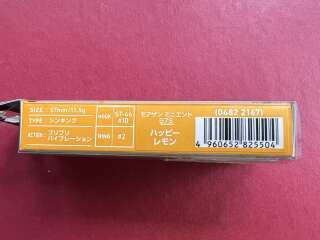 SIZE 57mm/13.5g
TYPE シンキング
ACTION ブリブリ
バイブレーション
HOOK ST-46
#10
RING #2
モアザン ミニエント
57S
ハッピー
レモン
(0682 2167)
4 960652 825504